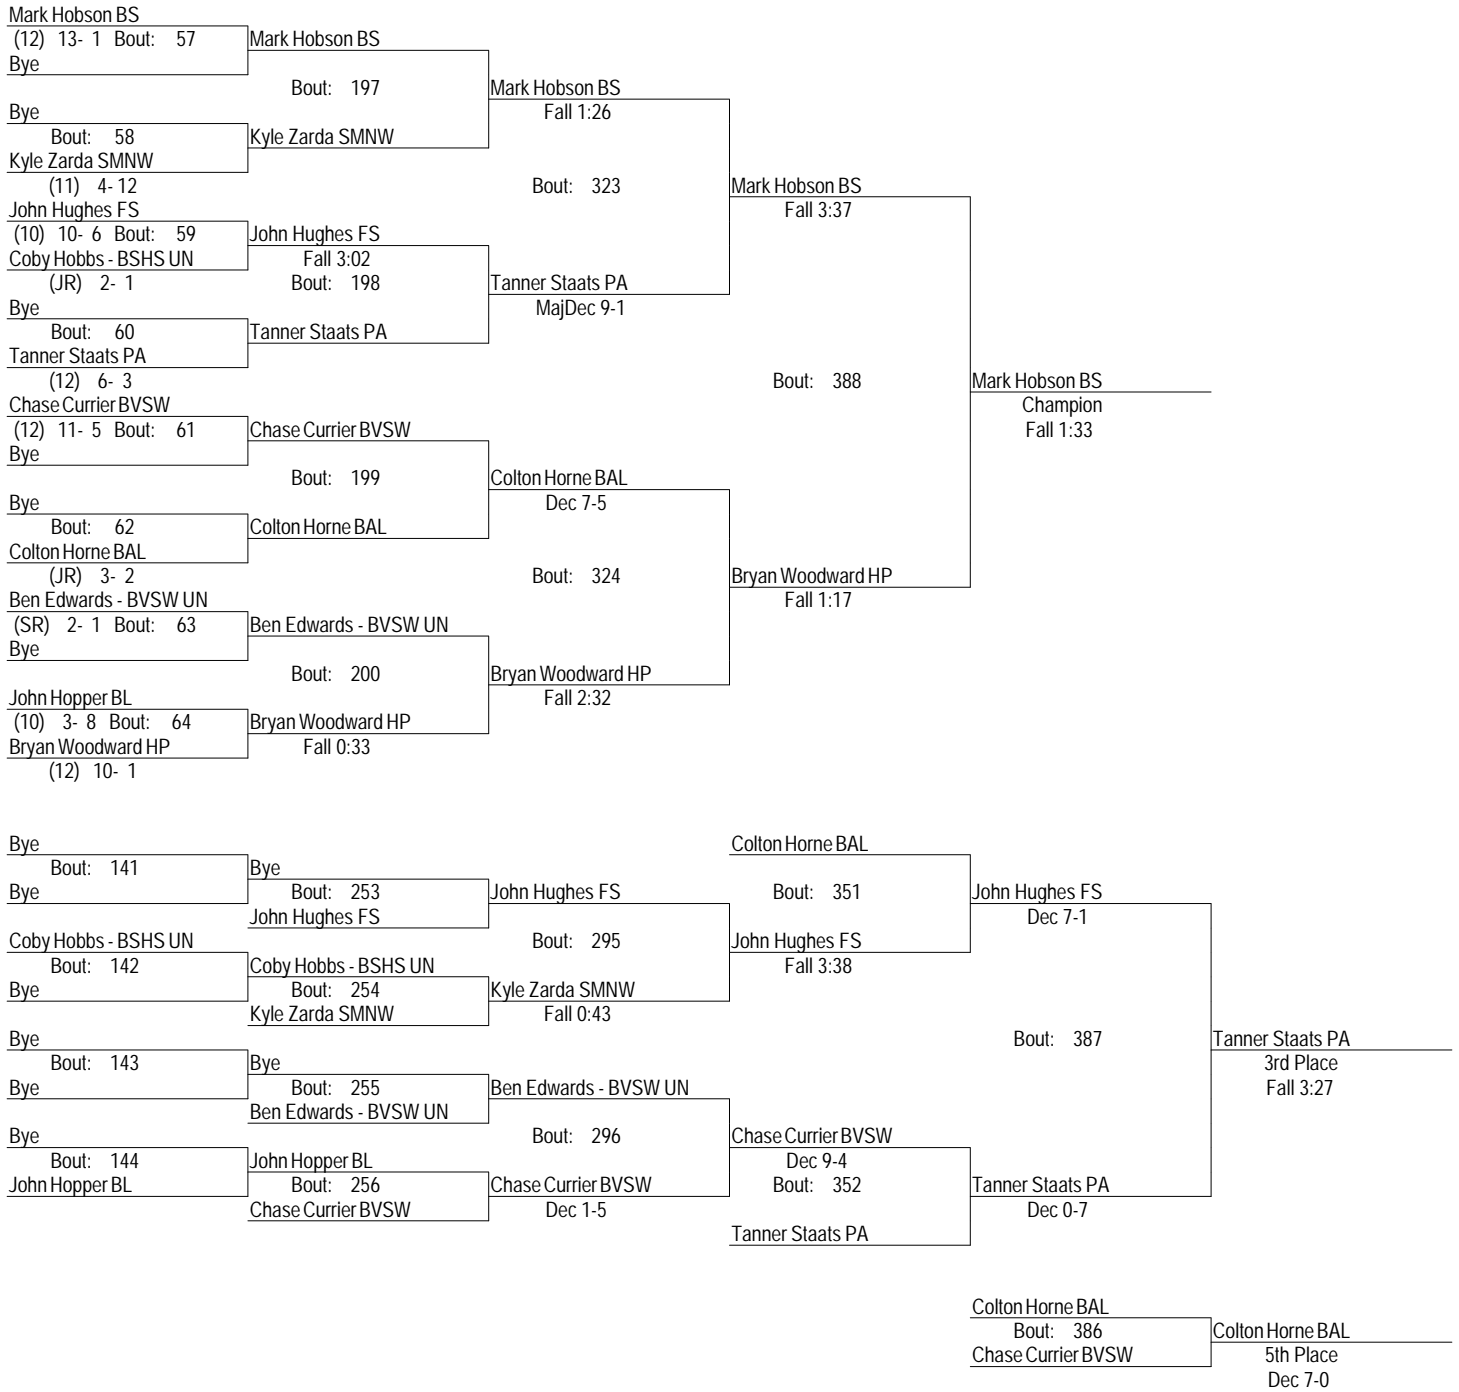 Mark Hobson BS
(12) 13- 1 Bout: 57 Mark Hobson BS
Bye
Bout: 197 Mark Hobson BS
Bye Fall 1:26
Bout: 58 Kyle Zarda SMNW
Kyle Zarda SMNW
(11) 4- 12 Bout: 323 Mark Hobson BS
John Hughes FS Fall 3:37
(10) 10- 6 Bout: 59 John Hughes FS
Coby Hobbs - BSHS UN Fall 3:02
(JR) 2- 1 Bout: 198 Tanner Staats PA
Bye MajDec 9-1
Bout: 60 Tanner Staats PA
Tanner Staats PA
(12) 6- 3 Bout: 388 Mark Hobson BS
Chase Currier BVSW Champion
(12) 11- 5 Bout: 61 Chase Currier BVSW Fall 1:33
Bye
Bout: 199 Colton Horne BAL
Bye Dec 7-5
Bout: 62 Colton Horne BAL
Colton Horne BAL
(JR) 3- 2 Bout: 324 Bryan Woodward HP
Ben Edwards - BVSW UN Fall 1:17
(SR) 2- 1 Bout: 63 Ben Edwards - BVSW UN
Bye
Bout: 200 Bryan Woodward HP
John Hopper BL Fall 2:32
(10) 3- 8 Bout: 64 Bryan Woodward HP
Bryan Woodward HP Fall 0:33
(12) 10- 1
Bye Colton Horne BAL
Bout: 141 Bye
Bye Bout: 253 John Hughes FS Bout: 351 John Hughes FS
John Hughes FS Dec 7-1
Coby Hobbs - BSHS UN Bout: 295 John Hughes FS
Bout: 142 Coby Hobbs - BSHS UN Fall 3:38
Bye Bout: 254 Kyle Zarda SMNW
Kyle Zarda SMNW Fall 0:43
Bye Bout: 387 Tanner Staats PA
Bout: 143 Bye 3rd Place
Bye Bout: 255 Ben Edwards - BVSW UN Fall 3:27
Ben Edwards - BVSW UN
Bye Bout: 296 Chase Currier BVSW
Bout: 144 John Hopper BL Dec 9-4
John Hopper BL Bout: 256 Chase Currier BVSW Bout: 352 Tanner Staats PA
Chase Currier BVSW Dec 1-5 Dec 0-7
Tanner Staats PA
Colton Horne BAL
Bout: 386 Colton Horne BAL
Chase Currier BVSW 5th Place
Dec 7-0